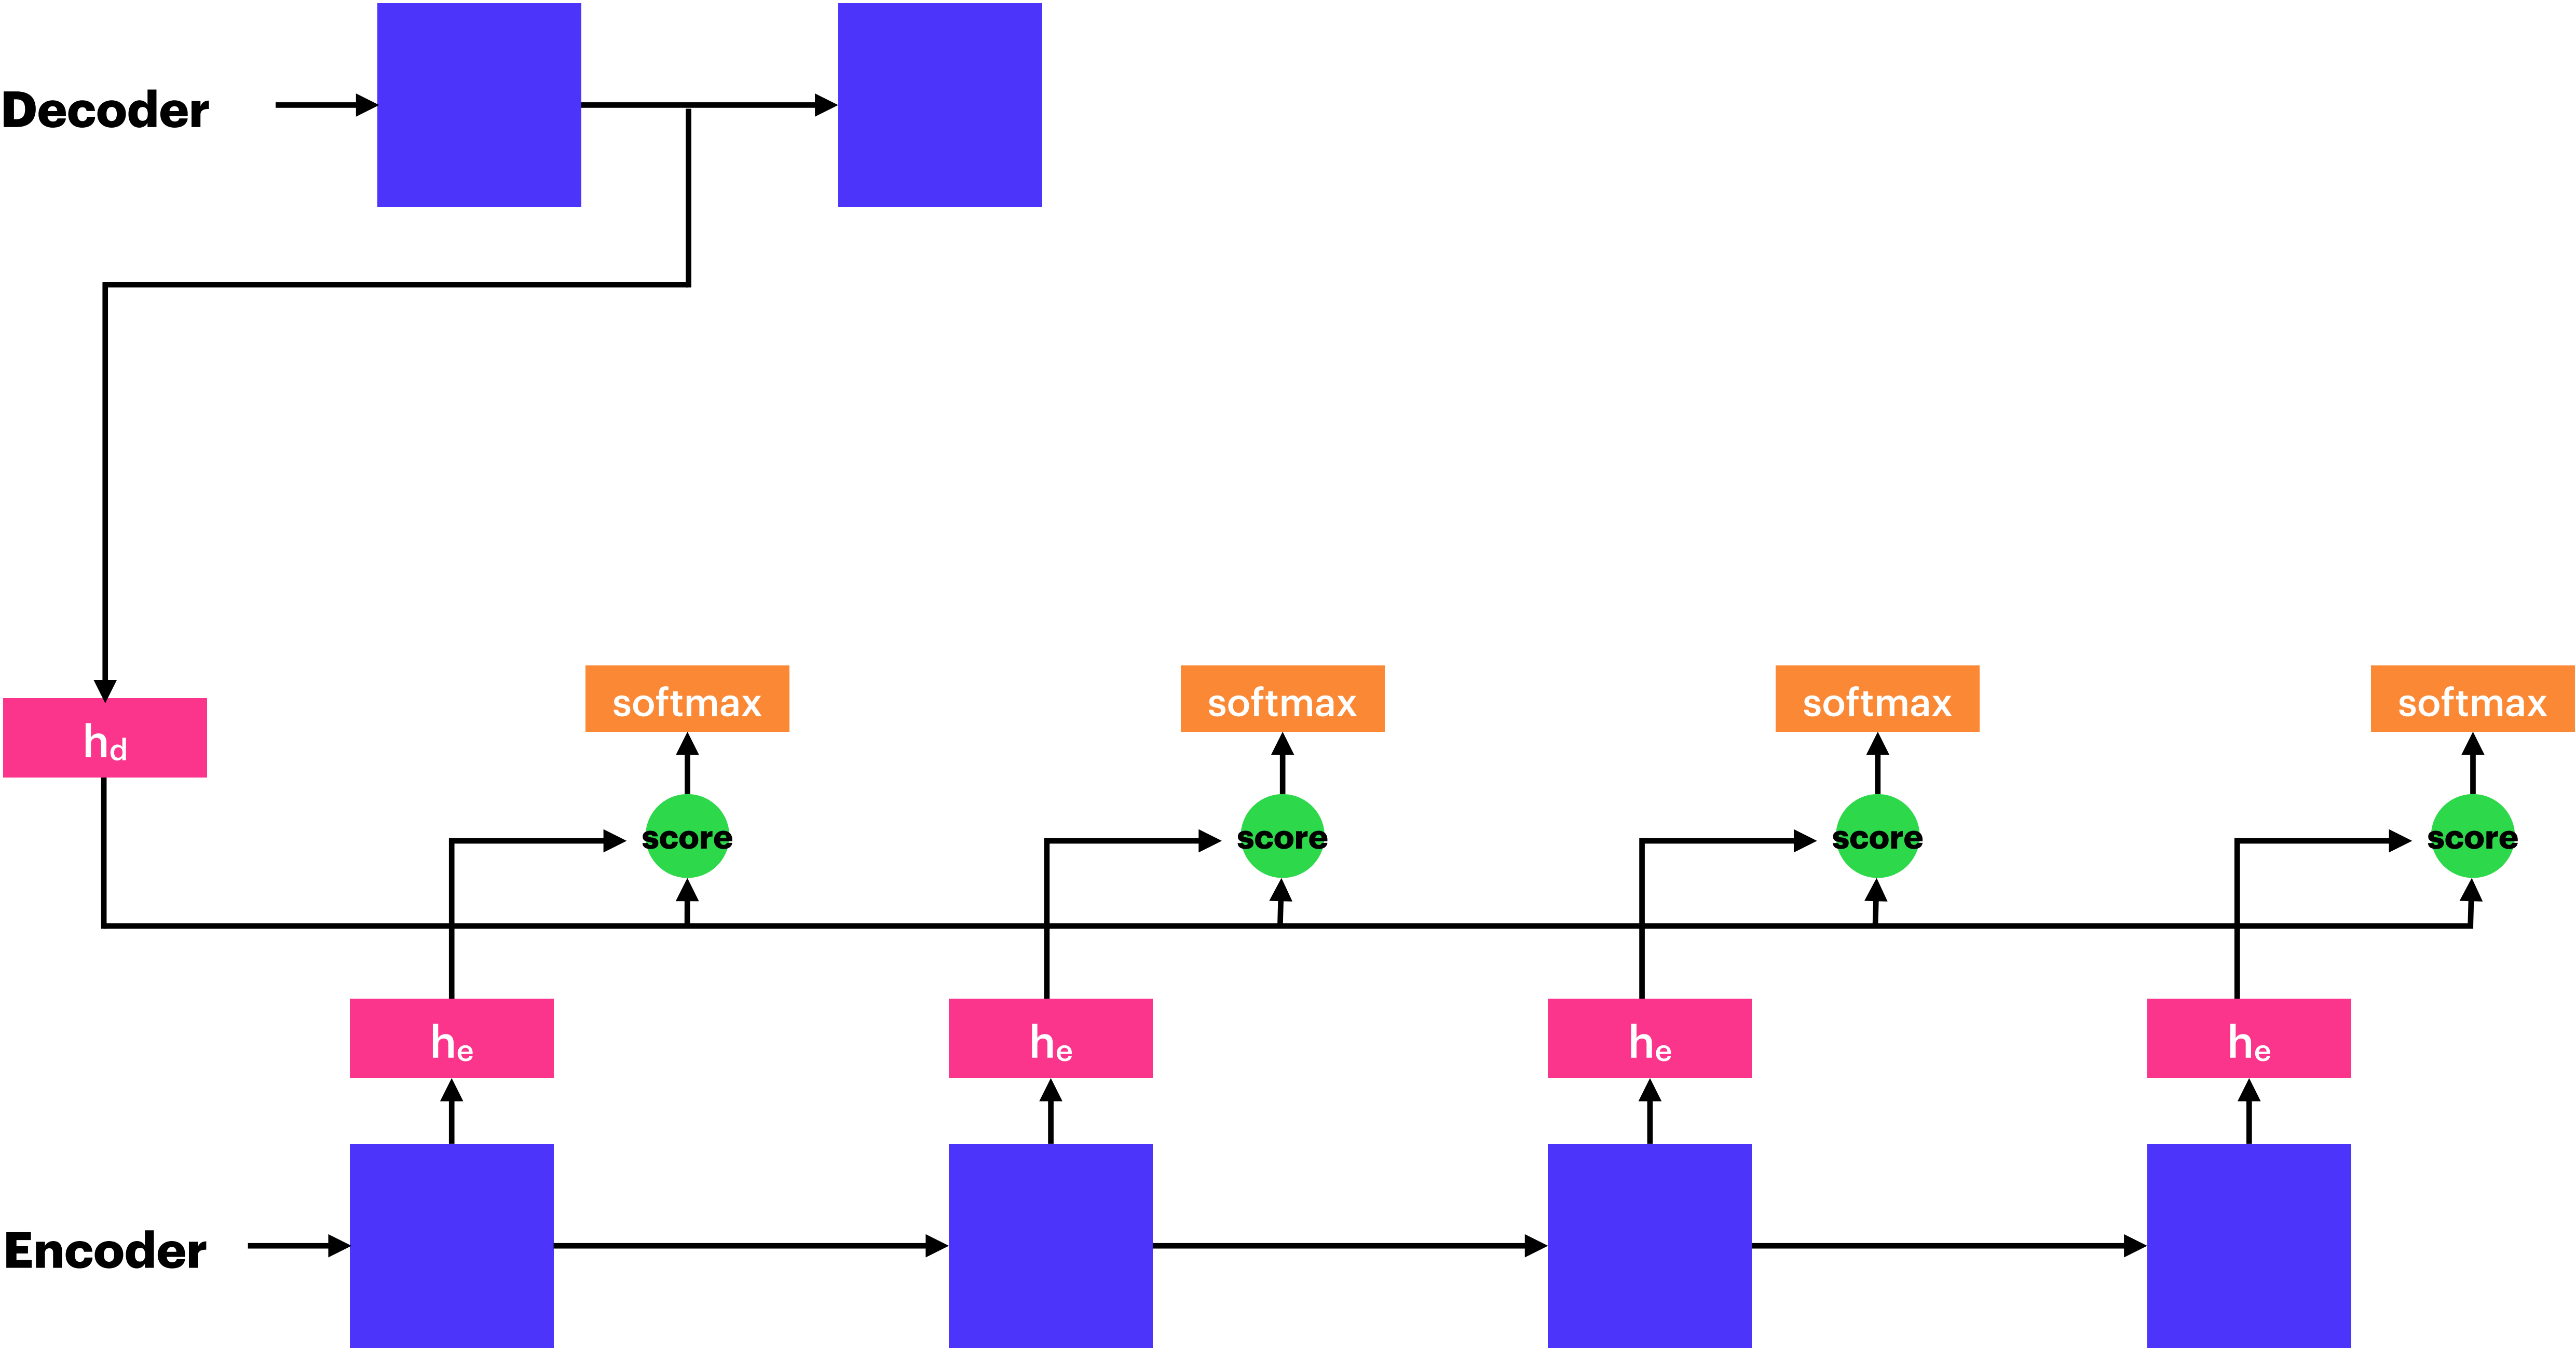 Decoder
softmax softmax softmax softmax
hd
score score score score
he he he he
Encoder